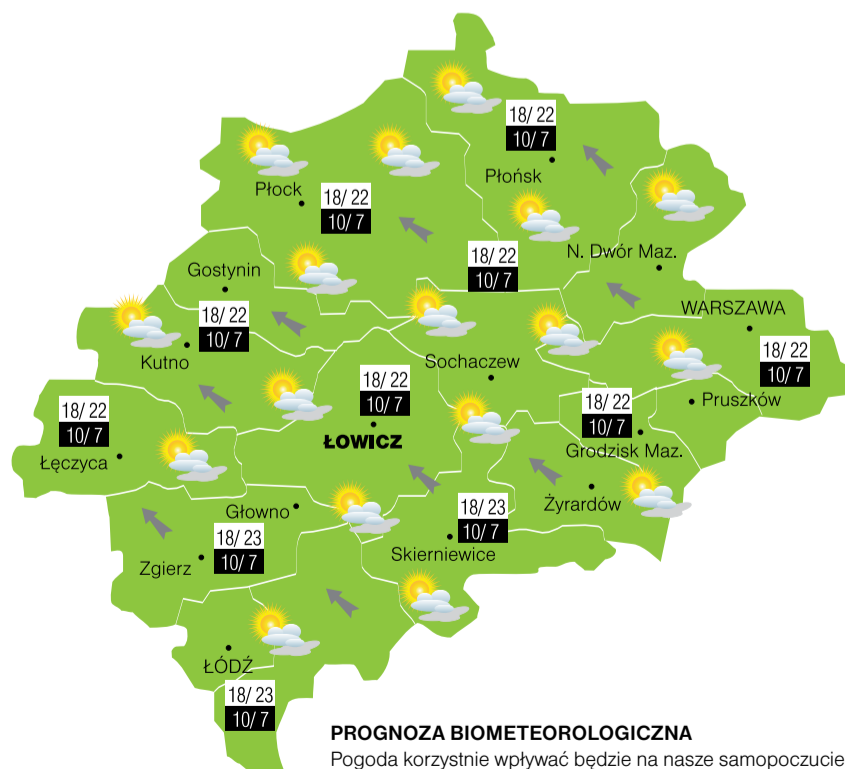 18/ 22
10/ 7
Płońsk
Płock
18/ 22
10/ 7
18/ 22
10/ 7
N. Dwór Maz.
Gostynin
WARSZAWA
18/ 22
10/ 7
Kutno
18/ 22
10/ 7
Sochaczew
18/ 22
10/ 7
ŁOWICZ
Pruszków
18/ 22
10/ 7
Grodzisk Maz.
18/ 22
10/ 7
Łęczyca
Żyrardów
Głowno
18/ 23
10/ 7
Skierniewice
18/ 23
10/ 7
Zgierz
ŁÓDŹ
18/ 23
10/ 7
PROGNOZA BIOMETEOROLOGICZNA
Pogoda korzystnie wpływać będzie na nasze samopoczucie